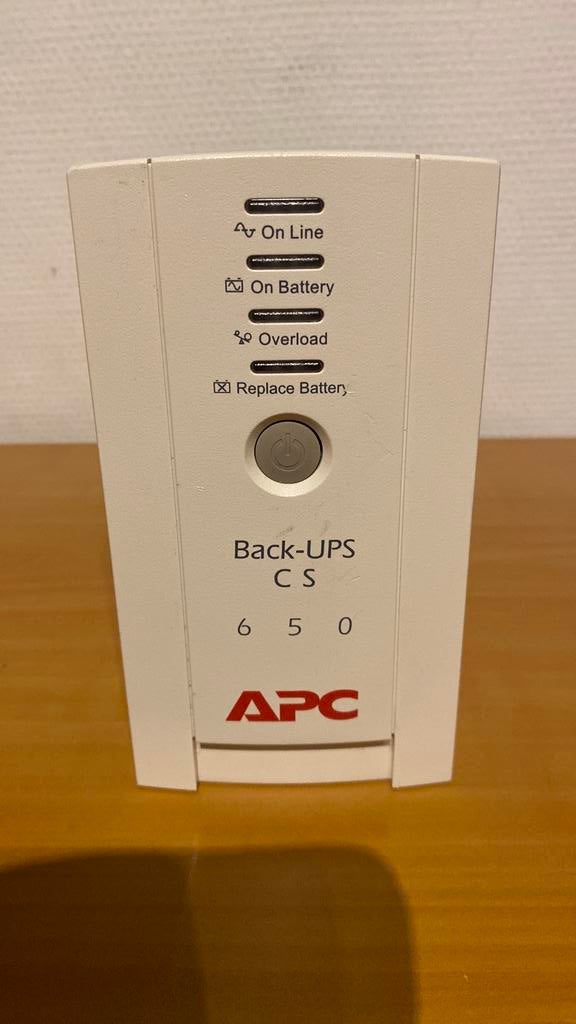 On Line
On Battery
Overload
Replace Battery
Back-UPS
CS
650
APC